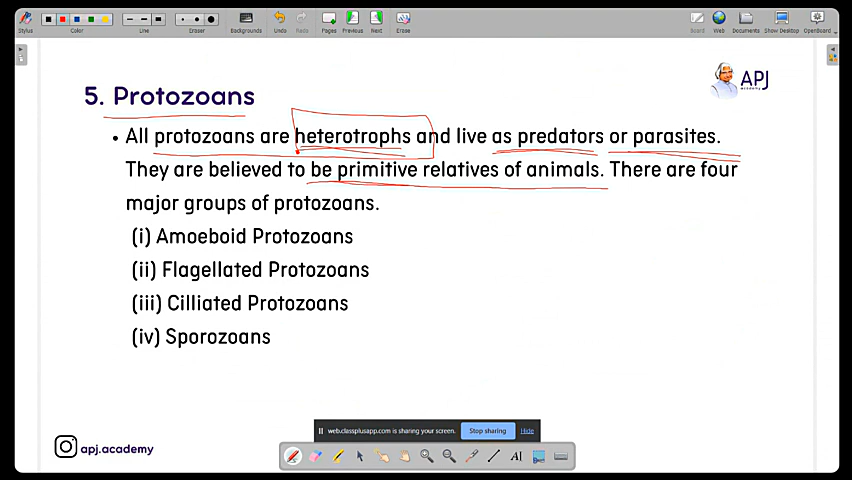 Stylus
Color
Line
Eraser
Backgrounds
Undo
Redo
Pages
Previous
Next
Erase
Board
Web
Documents
Show Desktop
OpenBoard
APJ
academy
5. Protozoans
• All protozoans are heterotrophs and live as predators or parasites.
They are believed to be primitive relatives of animals. There are four
major groups of protozoans.
(i) Amoeboid Protozoans
(ii) Flagellated Protozoans
(iii) Cilliated Protozoans
(iv) Sporozoans
web.classplusapp.com is sharing your screen.
Stop sharing
Hide
apj.academy